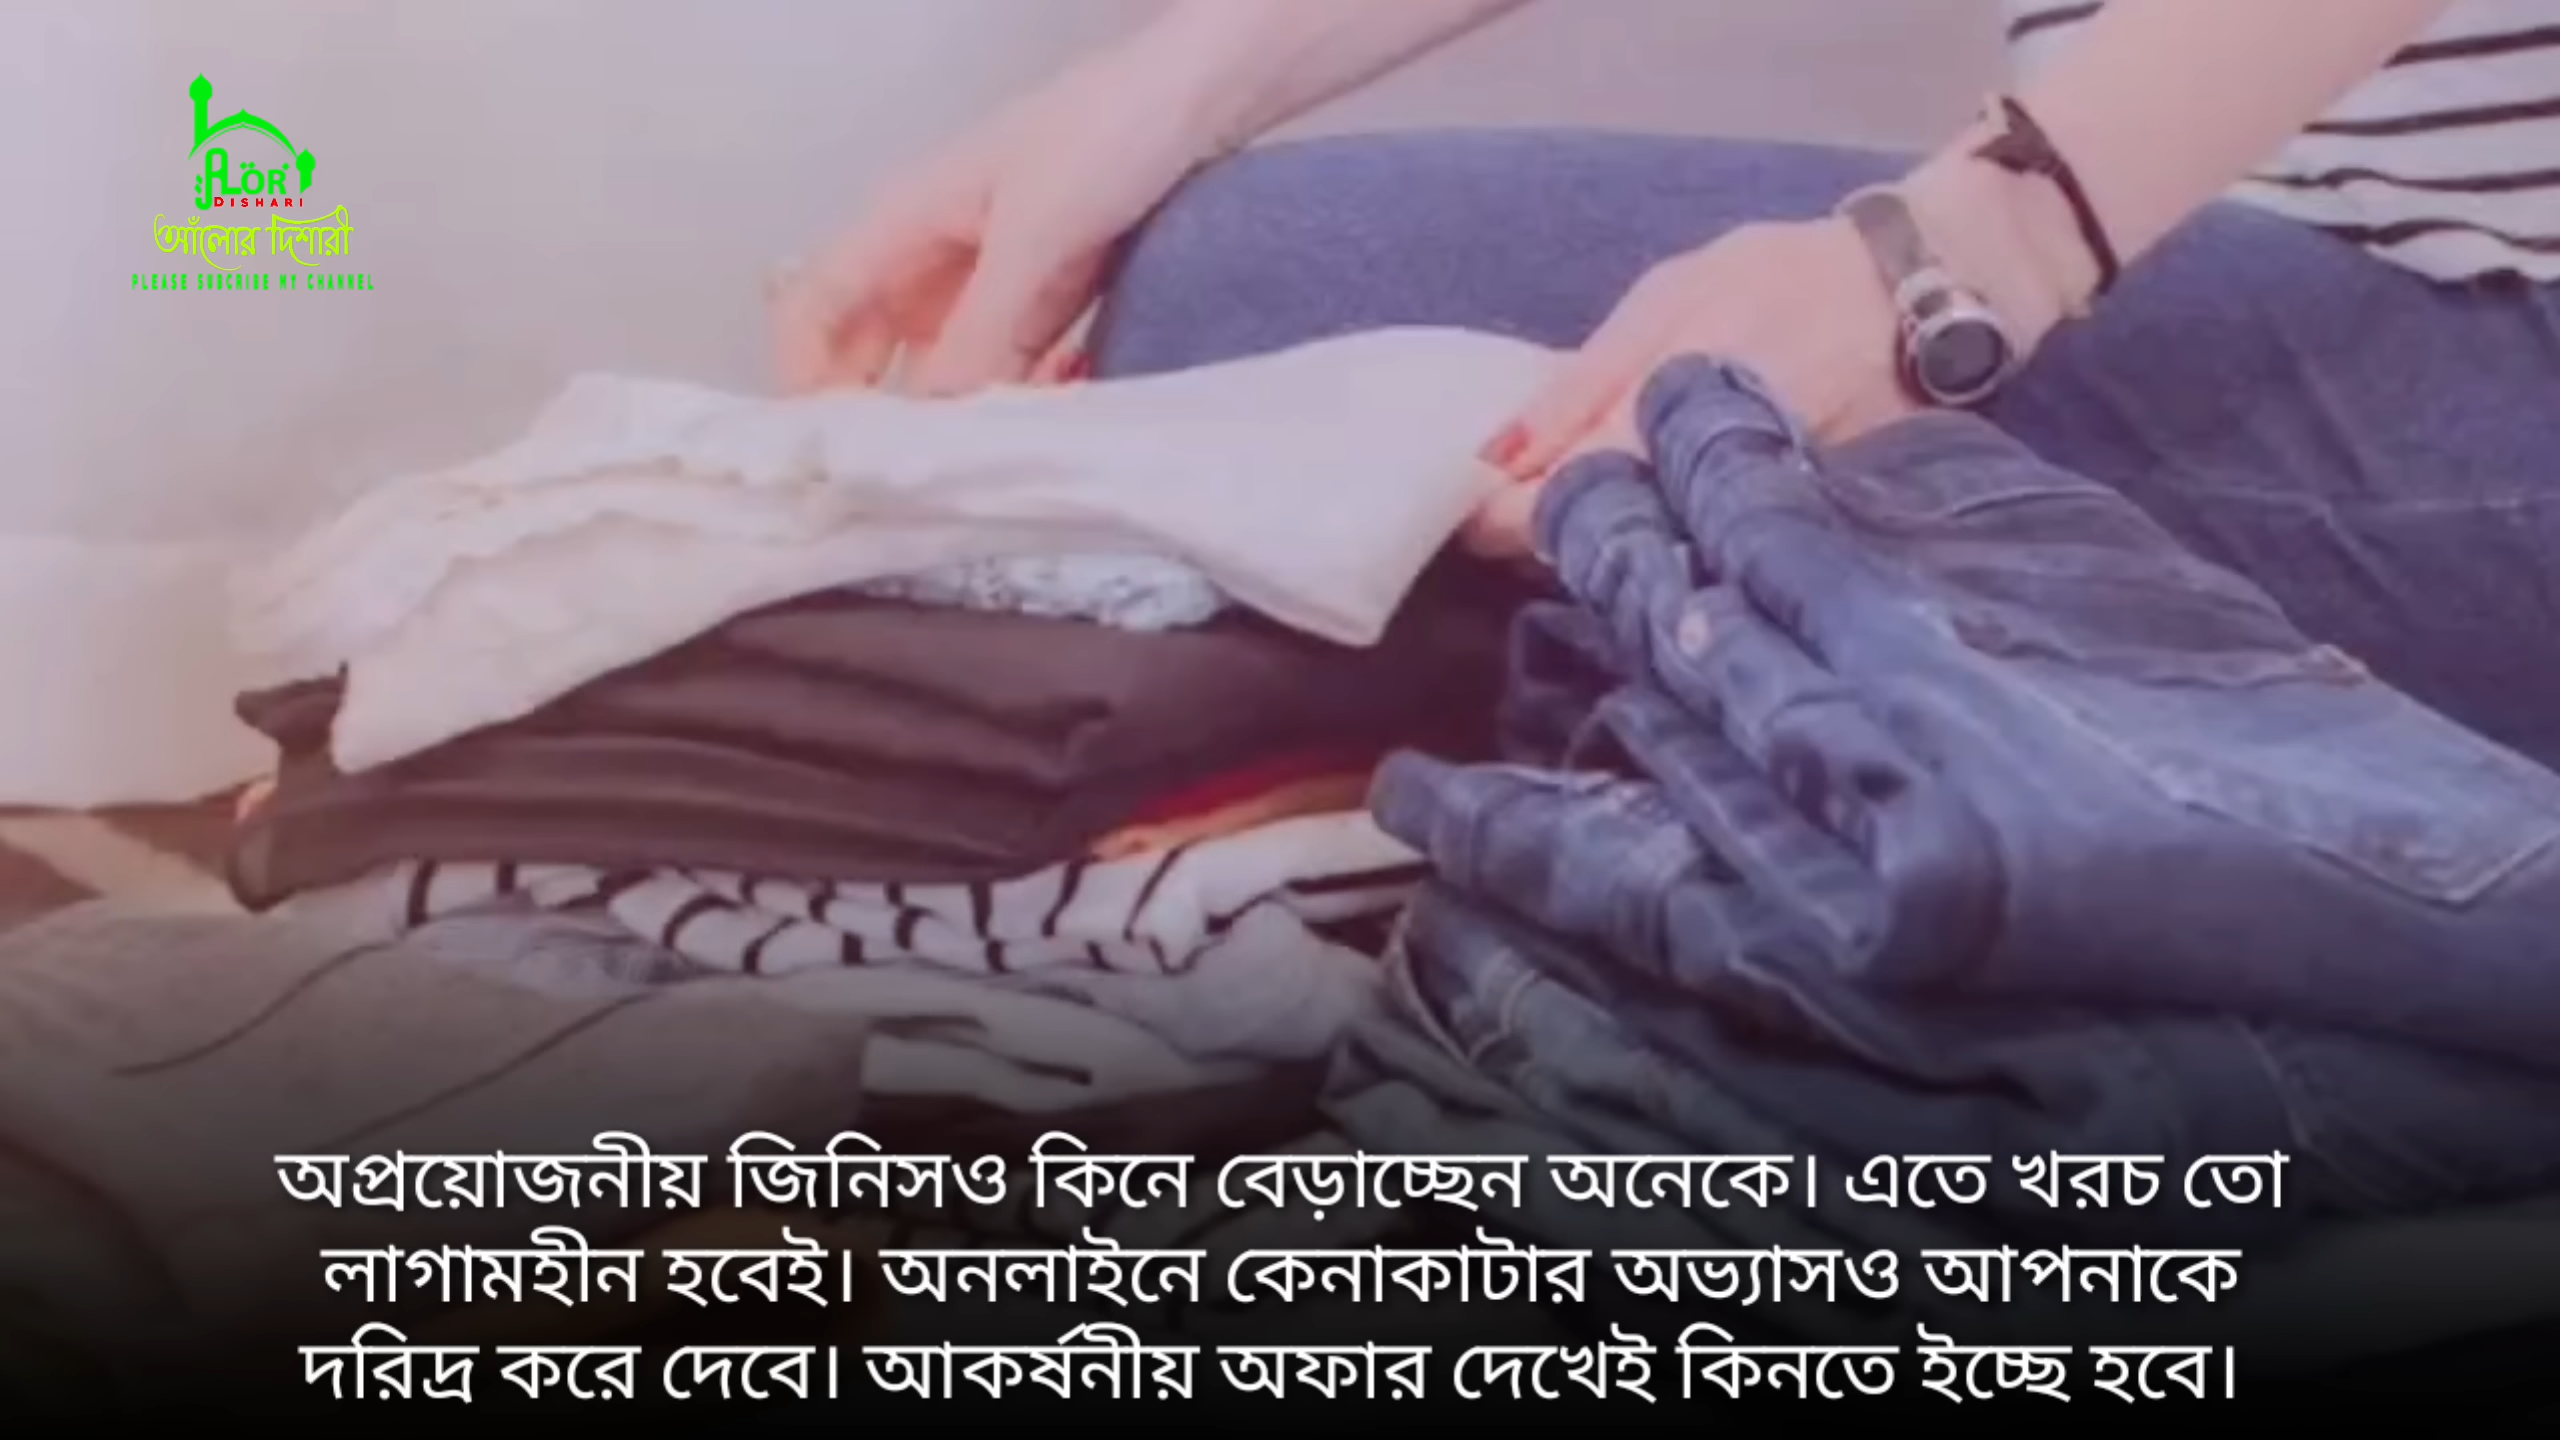 ALOR
DISHARI
আঁলোর দিশারী
PLEASE SUBCRIBE MY CHANNEL
অপ্রয়োজনীয় জিনিসও কিনে বেড়াচ্ছেন অনেকে। এতে খরচ তো
লাগামহীন হবেই। অনলাইনে কেনাকাটার অভ্যাসও আপনাকে
দরিদ্র করে দেবে। আকর্ষনীয় অফার দেখেই কিনতে ইচ্ছে হবে।